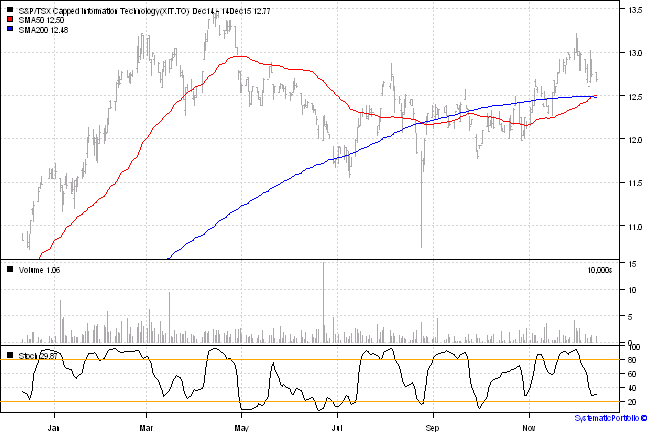 S&P/TSX Capped Information Technology(XIT.TO) Dec14 - 14Dec15 12.77
SMA50 12.50
SMA200 12.48
13.5
13.0
12.5
12.0
11.5
11.0
Volume 1.06
10,000s
15
10
5
0
Stoch 29.87
100
80
60
40
20
Jan
Mar
May
Jul
Sep
Nov
SystematicPortfolio ©